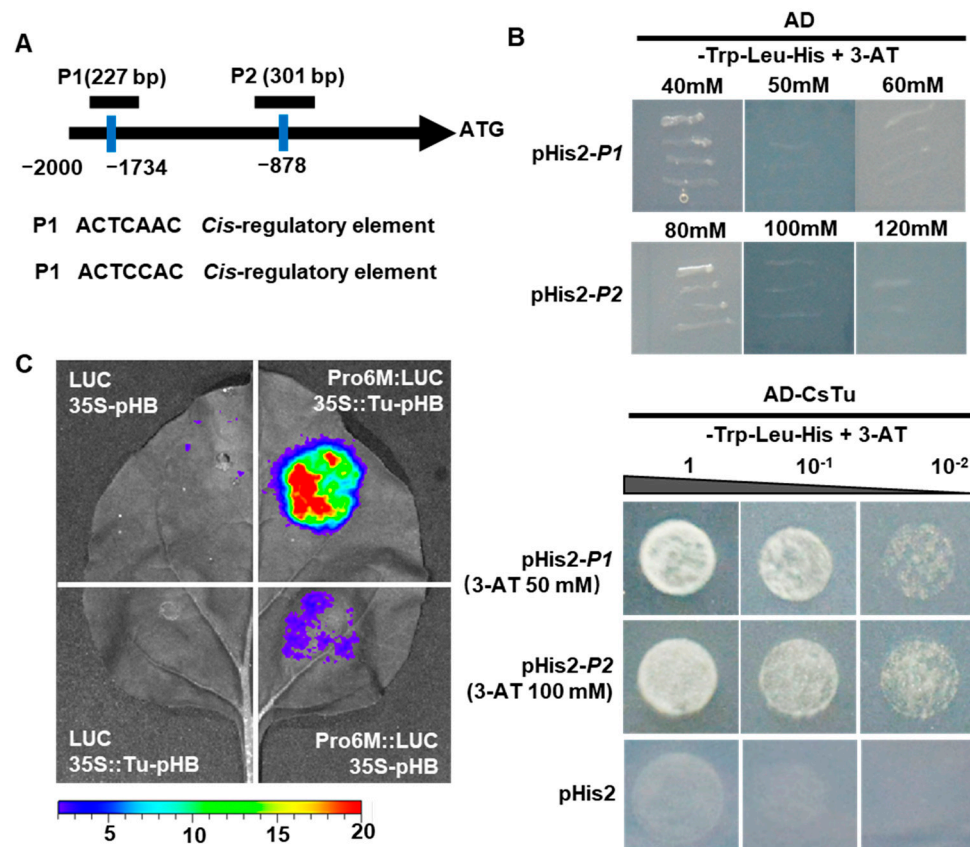 A
P1(227 bp)
P2 (301 bp)
ATG
−2000
−1734
−878
P1 ACTCAAC Cis-regulatory element
P1 ACTCCAC Cis-regulatory element
B
AD
-Trp-Leu-His + 3-AT
40mM 50mM 60mM
pHis2-P1
80mM 100mM 120mM
pHis2-P2
AD-CsTu
-Trp-Leu-His + 3-AT
1 10-1 10-2
pHis2-P1
(3-AT 50 mM)
pHis2-P2
(3-AT 100 mM)
pHis2
C
LUC
35S-pHB
Pro6M:LUC
35S::Tu-pHB
LUC
35S::Tu-pHB
Pro6M::LUC
35S-pHB
5 10 15 20